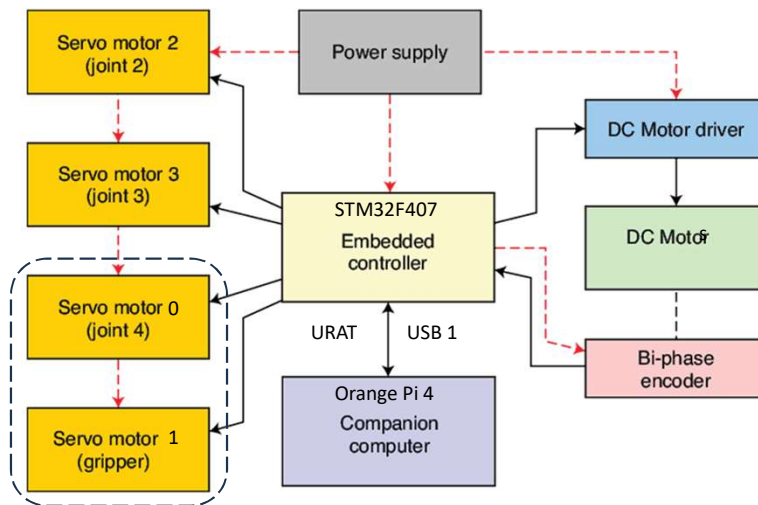 Servo motor 2
(joint 2)
Power supply
DC Motor driver
Servo motor 3
(joint 3)
STM32F407
Embedded
controller
DC Motor
Servo motor 0
(joint 4)
URAT
USB 1
Bi-phase
encoder
Orange Pi 4
Companion
computer
Servo motor 1
(gripper)